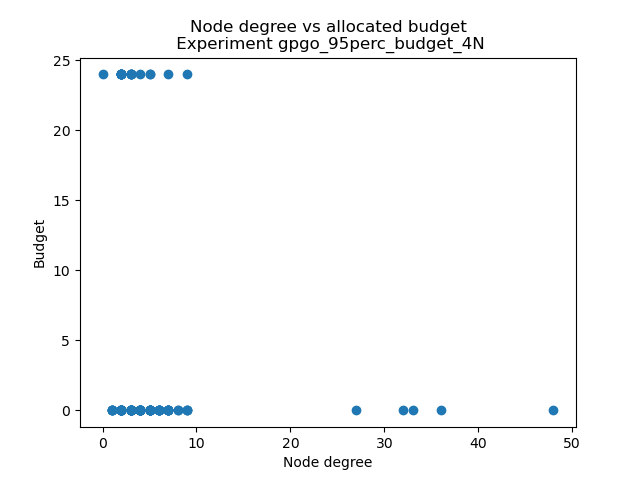 Node degree vs allocated budget
Experiment gpgo_95perc_budget_4N
25
20
15
10
5
0
Budget
0 10 20 30 40 50
Node degree